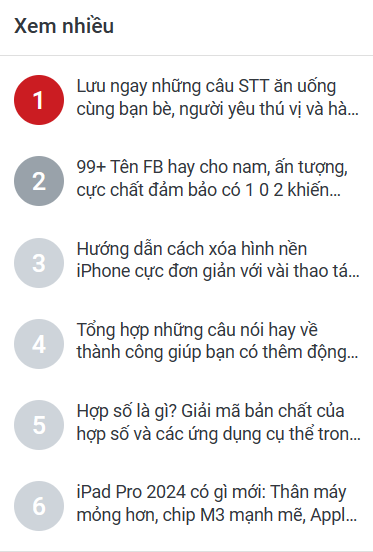 Xem nhiều
1
Lưu ngay những câu STT ăn uống
cùng bạn bè, người yêu thú vị và hà...
2
99+ Tên FB hay cho nam, ấn tượng,
cực chất đảm bảo có 1 0 2 khiến...
3
Hướng dẫn cách xóa hình nền
iPhone cực đơn giản với vài thao tá...
4
Tổng hợp những câu nói hay về
thành công giúp bạn có thêm động...
5
Hợp số là gì? Giải mã bản chất của
hợp số và các ứng dụng cụ thể tron...
6
iPad Pro 2024 có gì mới: Thân máy
mỏng hơn, chip M3 mạnh mẽ, Appl...